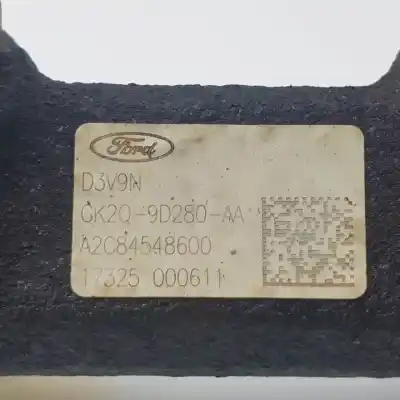 Ford
D3V9N
GK2Q-9D280-AA
A2C84548600
17325 000611